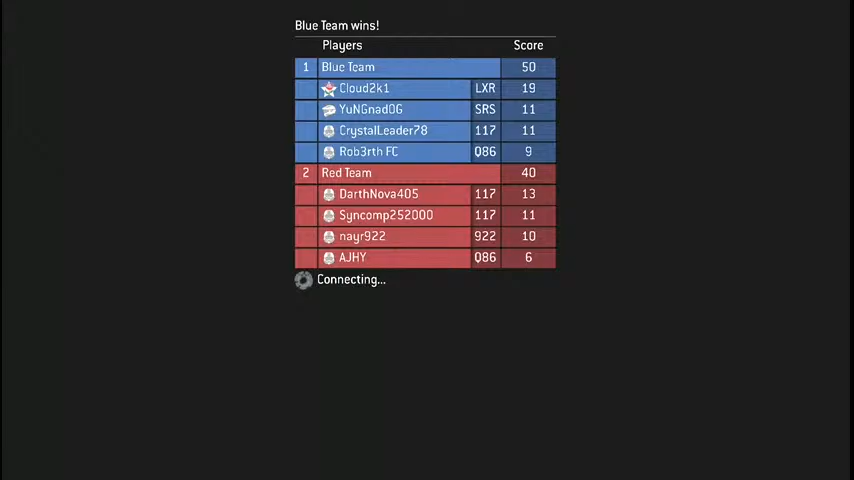 Blue Team wins!
Players Score
1 Blue Team 50
Cloud2k1 LXR 19
YuNGnadOG SRS 11
CrystalLeader78 117 11
Rob3rth FC Q86 9
2 Red Team 40
DarthNova405 117 13
Syncomp252000 117 11
nayr922 922 10
AJHY Q86 6
Connecting...